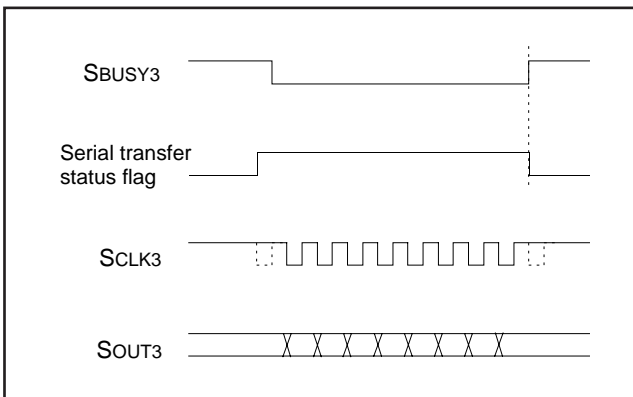 SBUSY3
Serial transfer
status flag
SCLK3
SOUT3